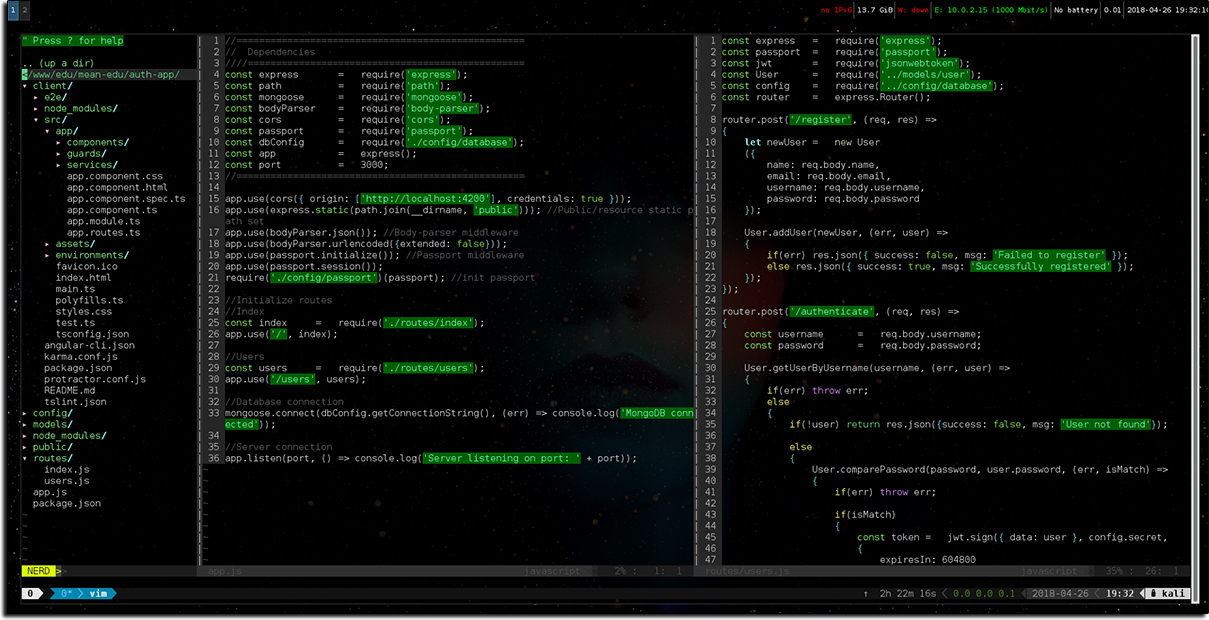 1 2
no IPv6 13.7 GiB W: down E: 10.0.2.15 (1000 Mbit/s) No battery 0.01 2018-04-26 19:32:10
" Press ? for help
.. (up a dir)
</www/edu/mean-edu/auth-app/
▾ client/
▸ e2e/
▸ node_modules/
▾ src/
▾ app/
▸ components/
▸ guards/
▸ services/
app.component.css
app.component.html
app.component.spec.ts
app.component.ts
app.module.ts
app.routes.ts
▸ assets/
▸ environments/
favicon.ico
index.html
main.ts
polyfills.ts
styles.css
test.ts
tsconfig.json
angular-cli.json
karma.conf.js
package.json
protractor.conf.js
README.md
tslint.json
▸ config/
▸ models/
▸ node_modules/
▸ public/
▾ routes/
index.js
users.js
app.js
package.json
1 //===================================================
2 //  Dependencies
3 ////=================================================
4 const express       =   require('express');
5 const path          =   require('path');
6 const mongoose      =   require('mongoose');
7 const bodyParser    =   require('body-parser');
8 const cors          =   require('cors');
9 const passport      =   require('passport');
10 const dbConfig      =   require('./config/database');
11 const app           =   express();
12 const port          =   3000;
13 //===================================================
14
15 app.use(cors({ origin: ['http://localhost:4200'], credentials: true }));
16 app.use(express.static(path.join(__dirname, 'public'))); //Public/resource static p
ath set
17 app.use(bodyParser.json()); //Body-parser middleware
18 app.use(bodyParser.urlencoded({extended: false}));
19 app.use(passport.initialize()); //Passport middleware
20 app.use(passport.session());
21 require('./config/passport')(passport); //init passport
22
23 //Initialize routes
24 //Index
25 const index     =   require('./routes/index');
26 app.use('/', index);
27
28 //Users
29 const users     =   require('./routes/users');
30 app.use('/users', users);
31
32 //Database connection
33 mongoose.connect(dbConfig.getConnectionString(), (err) => console.log('MongoDB conn
ected'));
34
35 //Server connection
36 app.listen(port, () => console.log('Server listening on port: ' + port));
1 const express   =   require('express');
2 const passport  =   require('passport');
3 const jwt       =   require('jsonwebtoken');
4 const User      =   require('../models/user');
5 const config    =   require('../config/database');
6 const router    =   express.Router();
7
8 router.post('/register', (req, res) =>
9 {
10     let newUser =   new User
11     ({
12         name: req.body.name,
13         email: req.body.email,
14         username: req.body.username,
15         password: req.body.password
16     });
17
18     User.addUser(newUser, (err, user) =>
19     {
20         if(err) res.json({ success: false, msg: 'Failed to register' });
21         else res.json({ success: true, msg: 'Successfully registered' });
22     });
23 });
24
25 router.post('/authenticate', (req, res) =>
26 {
27     const username      =   req.body.username;
28     const password      =   req.body.password;
29
30     User.getUserByUsername(username, (err, user) =>
31     {
32         if(err) throw err;
33         else
34         {
35             if(!user) return res.json({success: false, msg: 'User not found'});
36
37             else
38             {
39                 User.comparePassword(password, user.password, (err, isMatch) =>
40                 {
41                     if(err) throw err;
42
43                     if(isMatch)
44                     {
45                         const token =   jwt.sign({ data: user }, config.secret,
46                         {
47                             expiresIn: 604800
NERD > app.js javascript 2% : 1: 1 routes/users.js javascript 35% : 26: 1
0 0* vim ↑ 2h 22m 16s 0.0 0.0 0.1 2018-04-26 19:32 kali